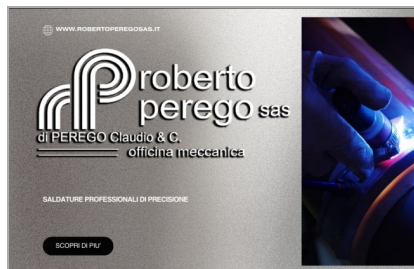 WWW.ROBERTOPEREGOSAS.IT
roberto
perego sas
di PEREGO Claudio & C.
officina meccanica
SALDATURE PROFESSIONALI DI PRECISIONE
SCOPRI DI PIU'